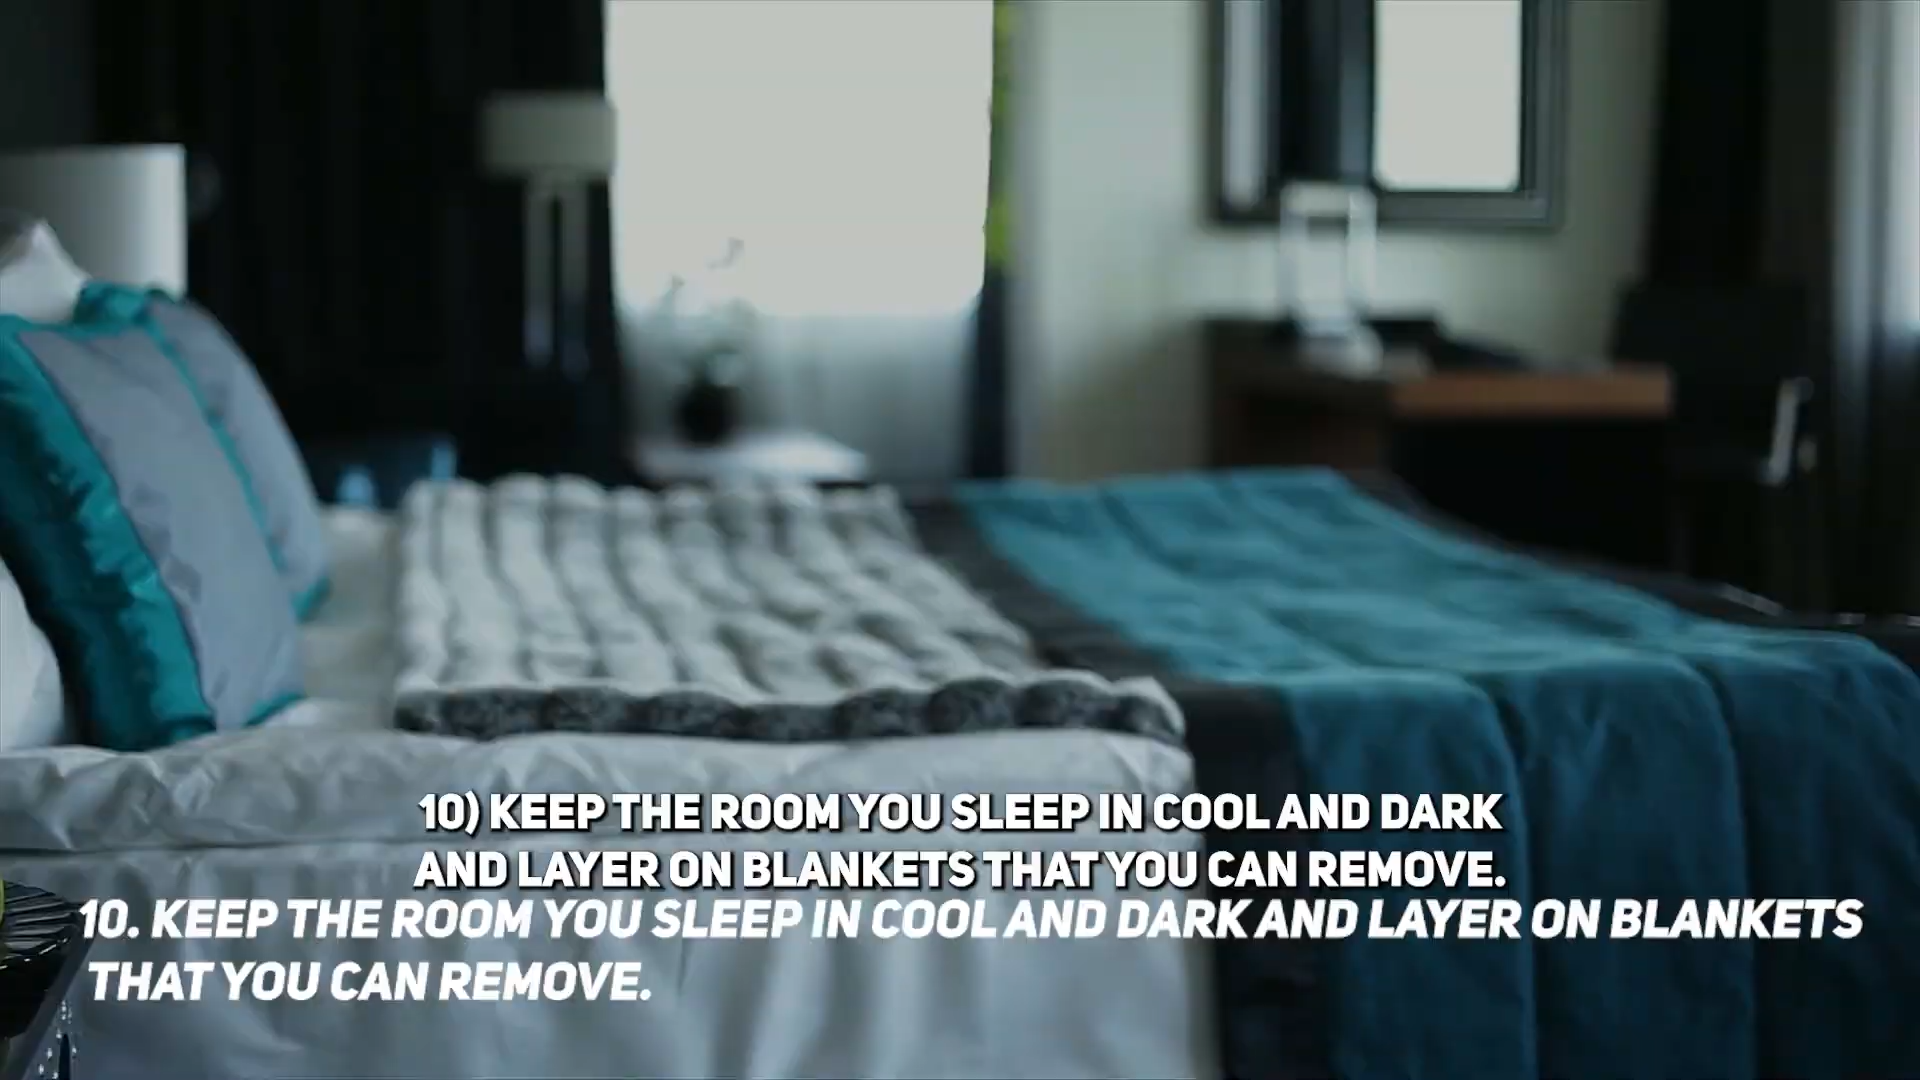 10) KEEP THE ROOM YOU SLEEP IN COOL AND DARK
AND LAYER ON BLANKETS THAT YOU CAN REMOVE.
10. KEEP THE ROOM YOU SLEEP IN COOL AND DARK AND LAYER ON BLANKETS
THAT YOU CAN REMOVE.